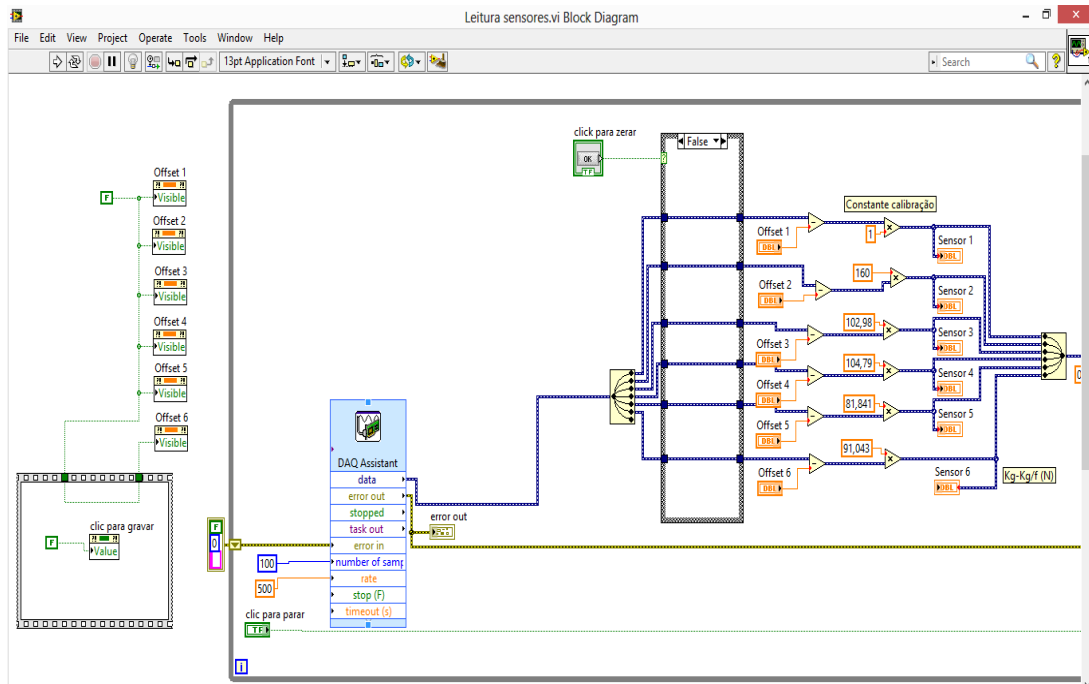 Leitura sensores.vi Block Diagram
File Edit View Project Operate Tools Window Help
13pt Application Font
Search
click para zerar
OK
TF
False
Offset 1
Visible
F
Offset 2
Visible
Offset 3
Visible
Offset 4
Visible
Offset 5
Visible
Offset 6
Visible
clic para gravar
F
Value
F
0
DAQ Assistant
data
error out
stopped
task out
error in
number of samp
rate
stop (F)
timeout (s)
error out
100
500
clic para parar
TF
i
Constante calibração
Offset 1
DBL
1
Sensor 1
DBL
Offset 2
DBL
160
Sensor 2
DBL
Offset 3
DBL
102,98
Sensor 3
DBL
Offset 4
DBL
104,79
Sensor 4
DBL
Offset 5
DBL
81,841
Sensor 5
DBL
Offset 6
DBL
91,043
Sensor 6
DBL
Kg-Kg/f (N)
0